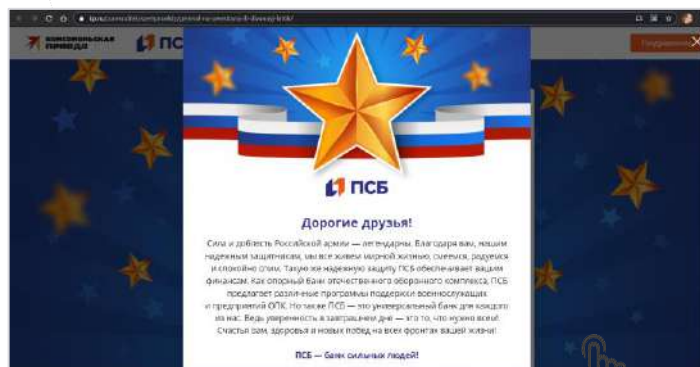 КОМСОМОЛЬСКАЯ
ПРАВДА
ПС
ПСБ
Дорогие друзья!
Сила и доблесть Российской армии — легендарны. Благодаря вам, нашим
надежным защитникам, мы все живем мирной жизнью, смеемся, радуемся
и спокойно спим. Такую же надежную защиту ПСБ обеспечивает вашим
финансам. Как опорный банк отечественного оборонного комплекса, ПСБ
предлагает различные программы поддержки военнослужащих
и предприятий ОПК. Но также ПСБ — это универсальный банк для каждого
из нас. Ведь уверенность в завтрашнем дне — это то, что нужно всем!
Счастья вам, здоровья и новых побед на всех фронтах вашей жизни!
ПСБ — банк сильных людей!